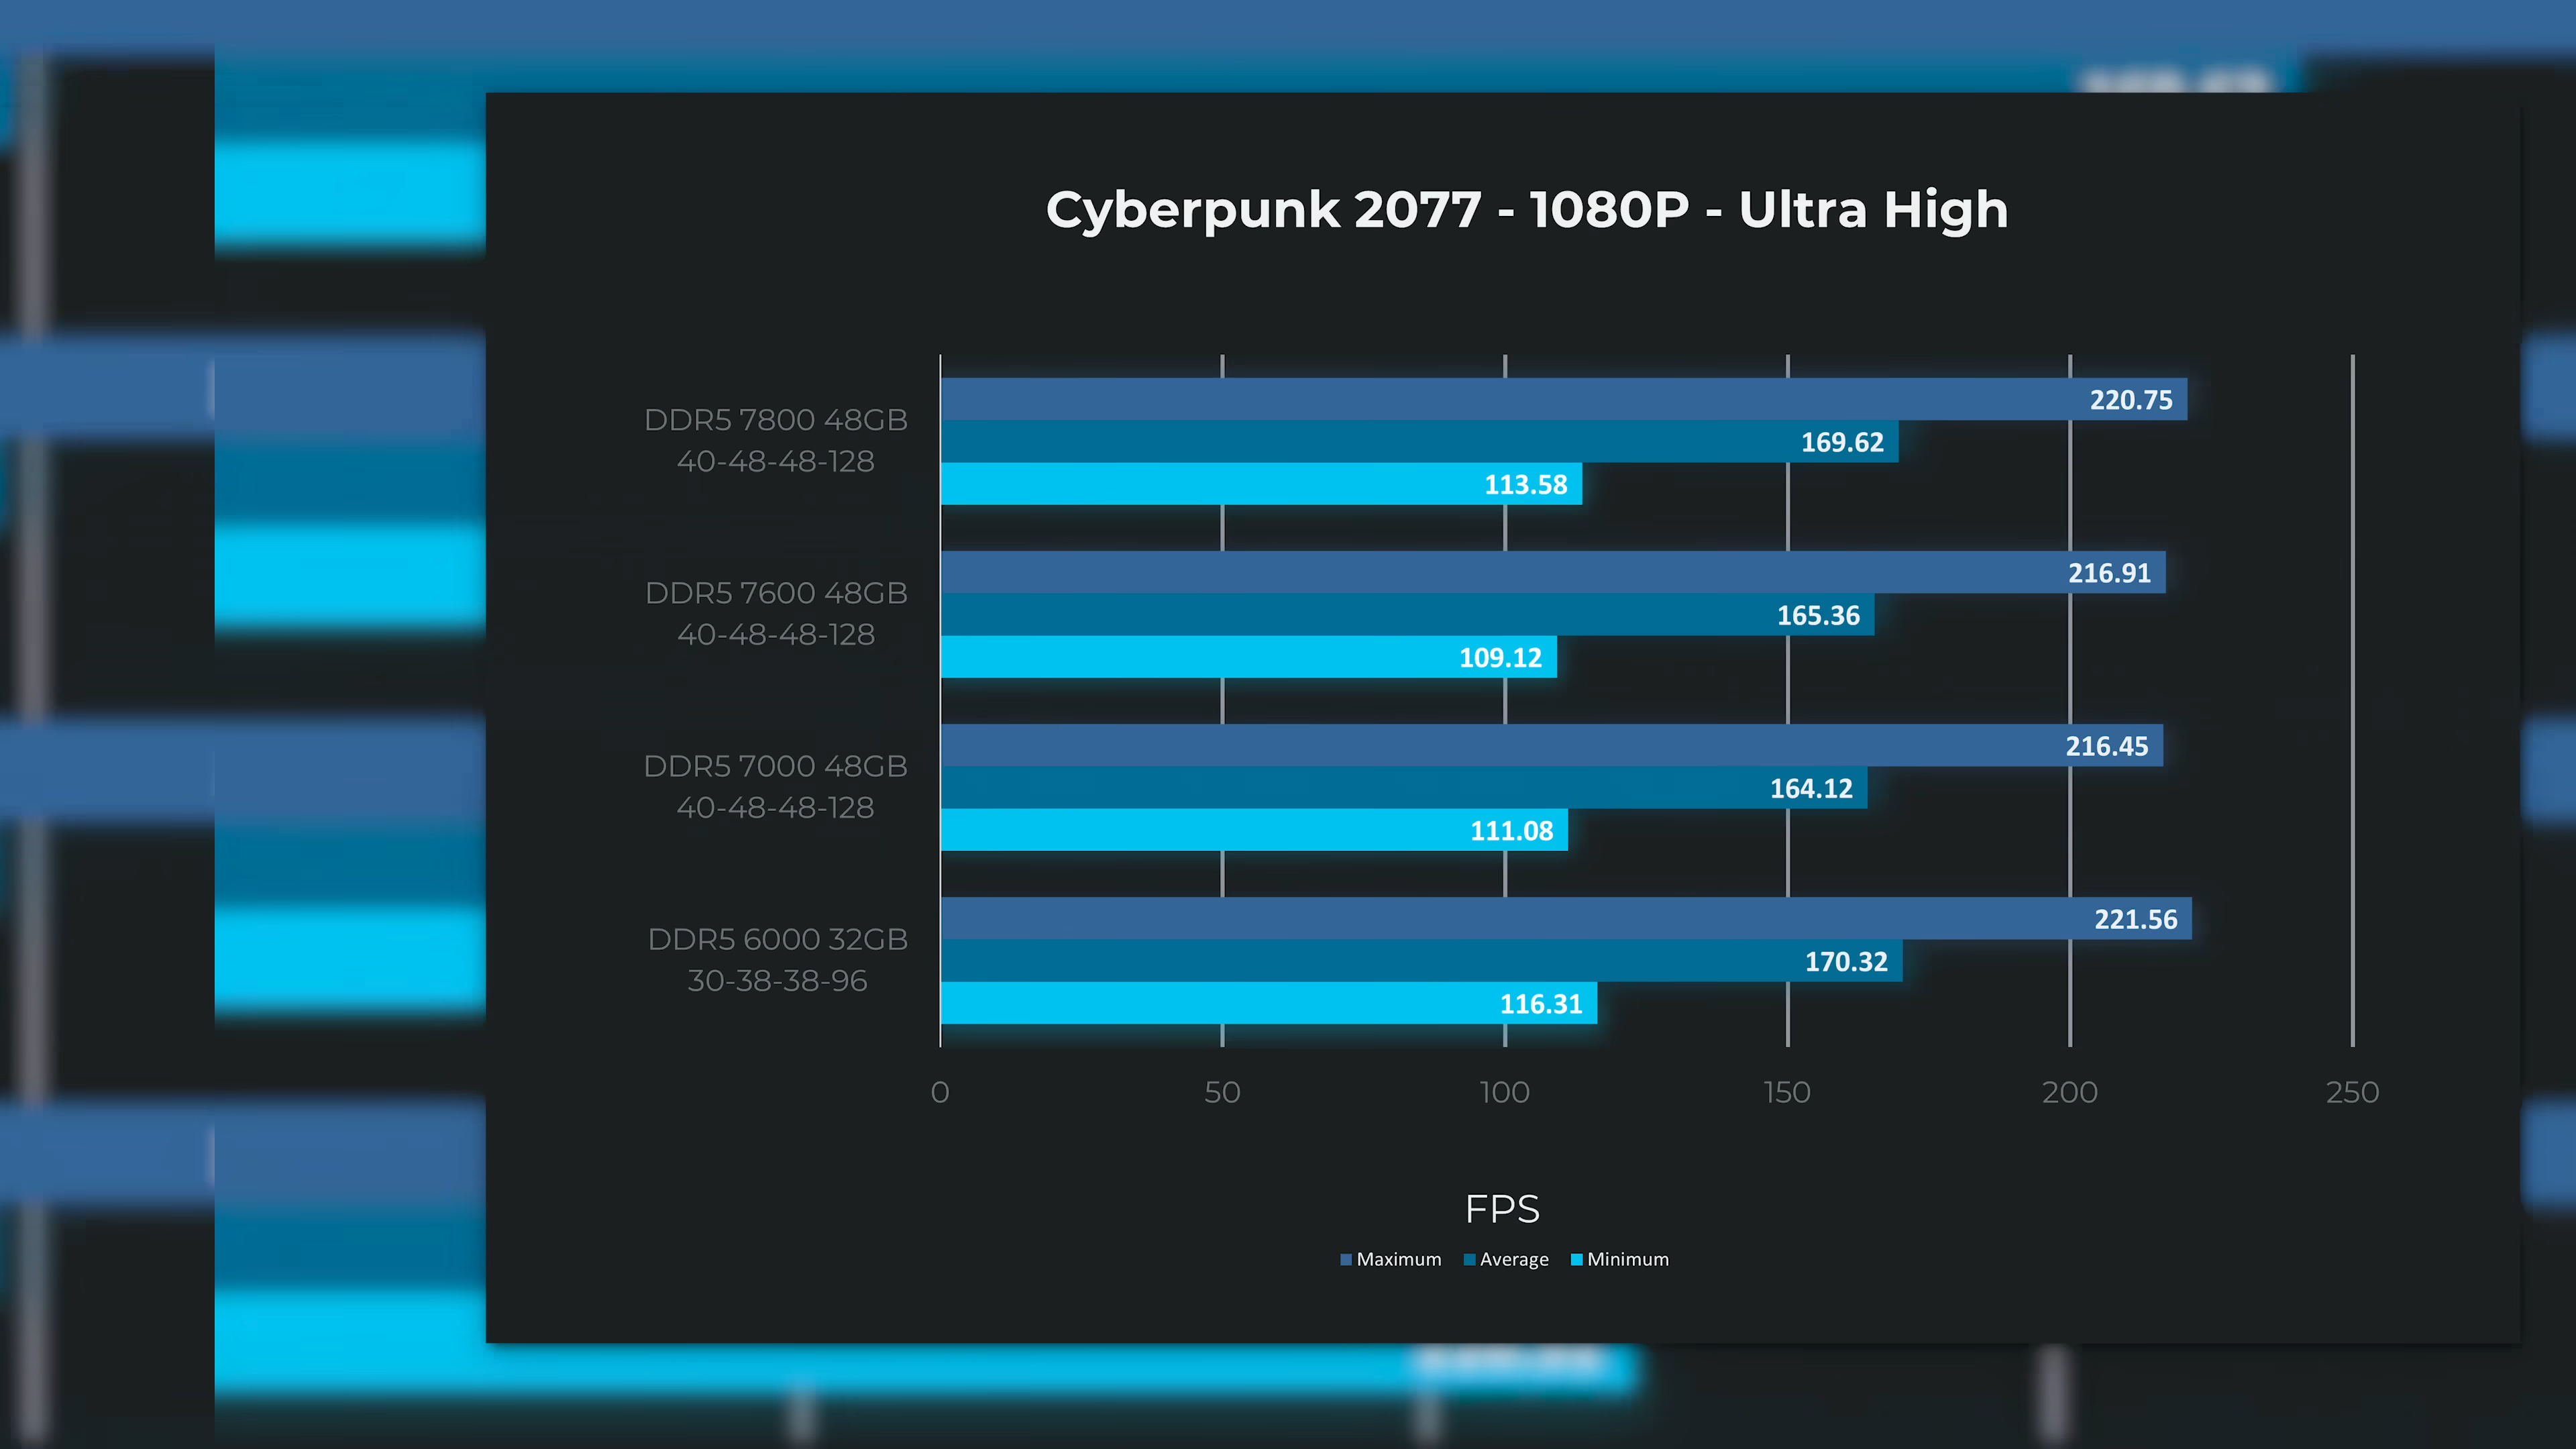 Cyberpunk 2077 - 1080P - Ultra High
DDR5 7800 48GB
40-48-48-128
220.75
169.62
113.58
DDR5 7600 48GB
40-48-48-128
216.91
165.36
109.12
DDR5 7000 48GB
40-48-48-128
216.45
164.12
111.08
DDR5 6000 32GB
30-38-38-96
221.56
170.32
116.31
0 50 100 150 200 250
FPS
Maximum Average Minimum